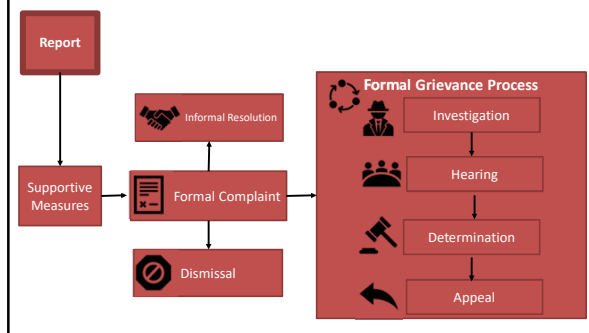 Report
Formal Grievance Process
Informal Resolution
Investigation
Supportive
Measures
Formal Complaint
Hearing
Dismissal
Determination
Appeal